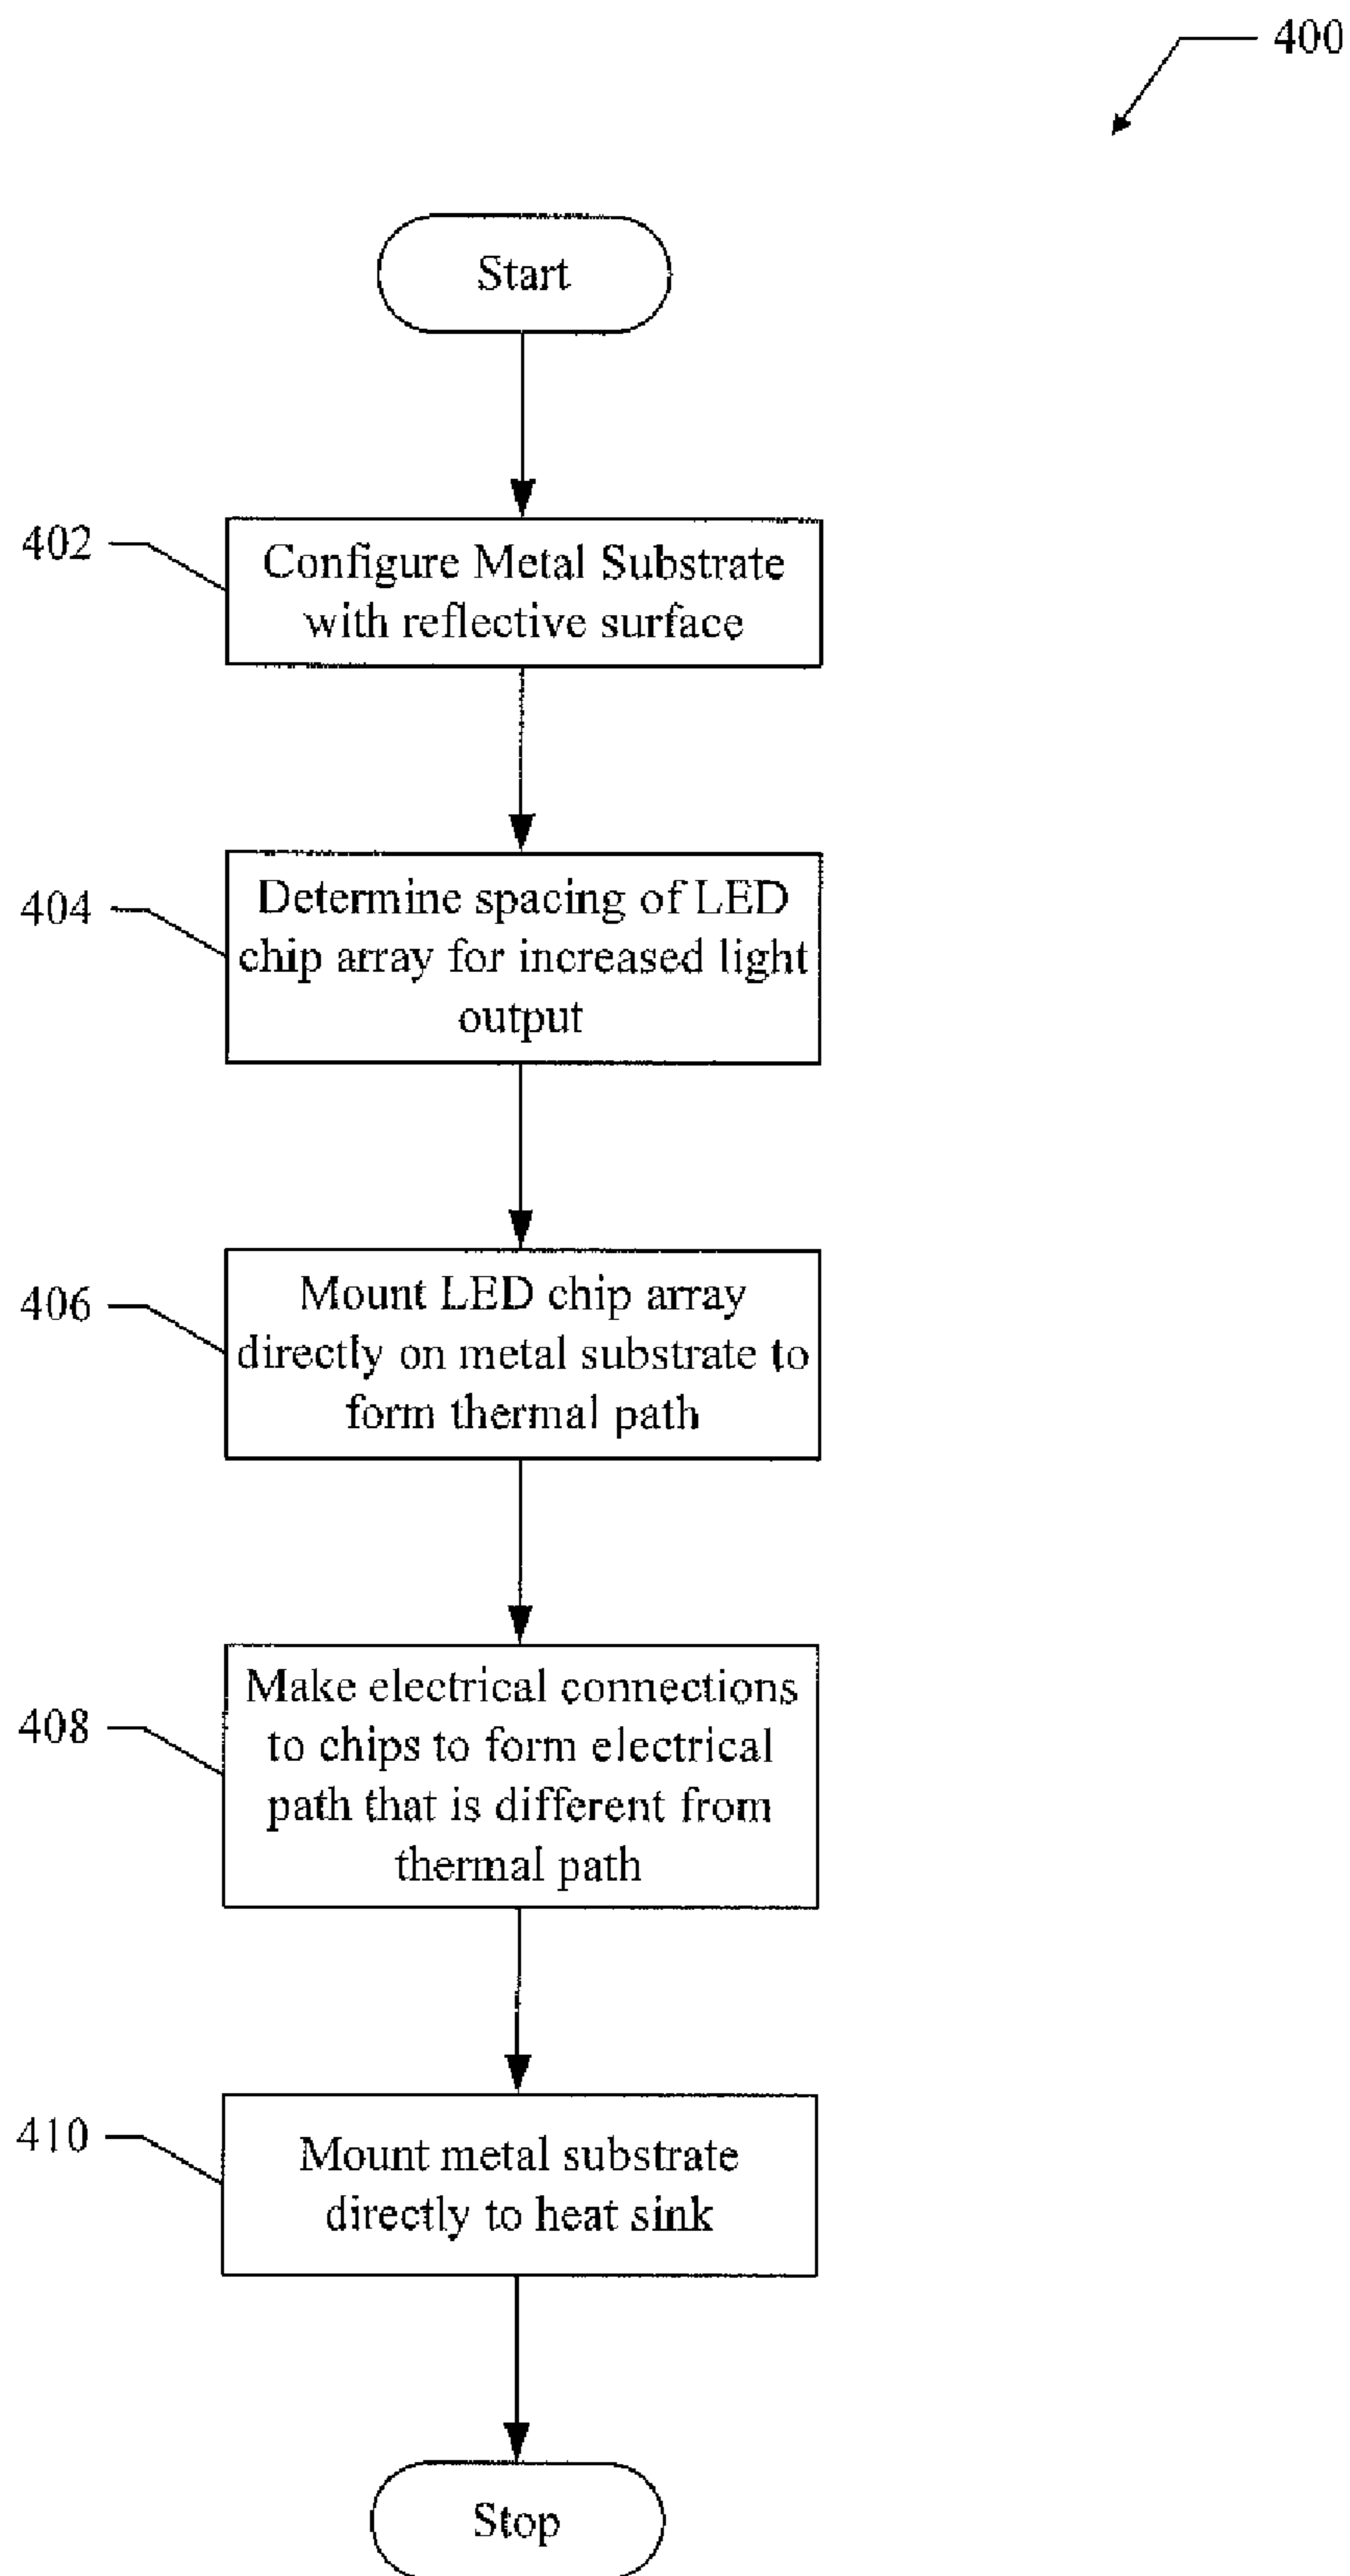 400
Start
402
Configure Metal Substrate
with reflective surface
404
Determine spacing of LED
chip array for increased light
output
406
Mount LED chip array
directly on metal substrate to
form thermal path
408
Make electrical connections
to chips to form electrical
path that is different from
thermal path
410
Mount metal substrate
directly to heat sink
Stop